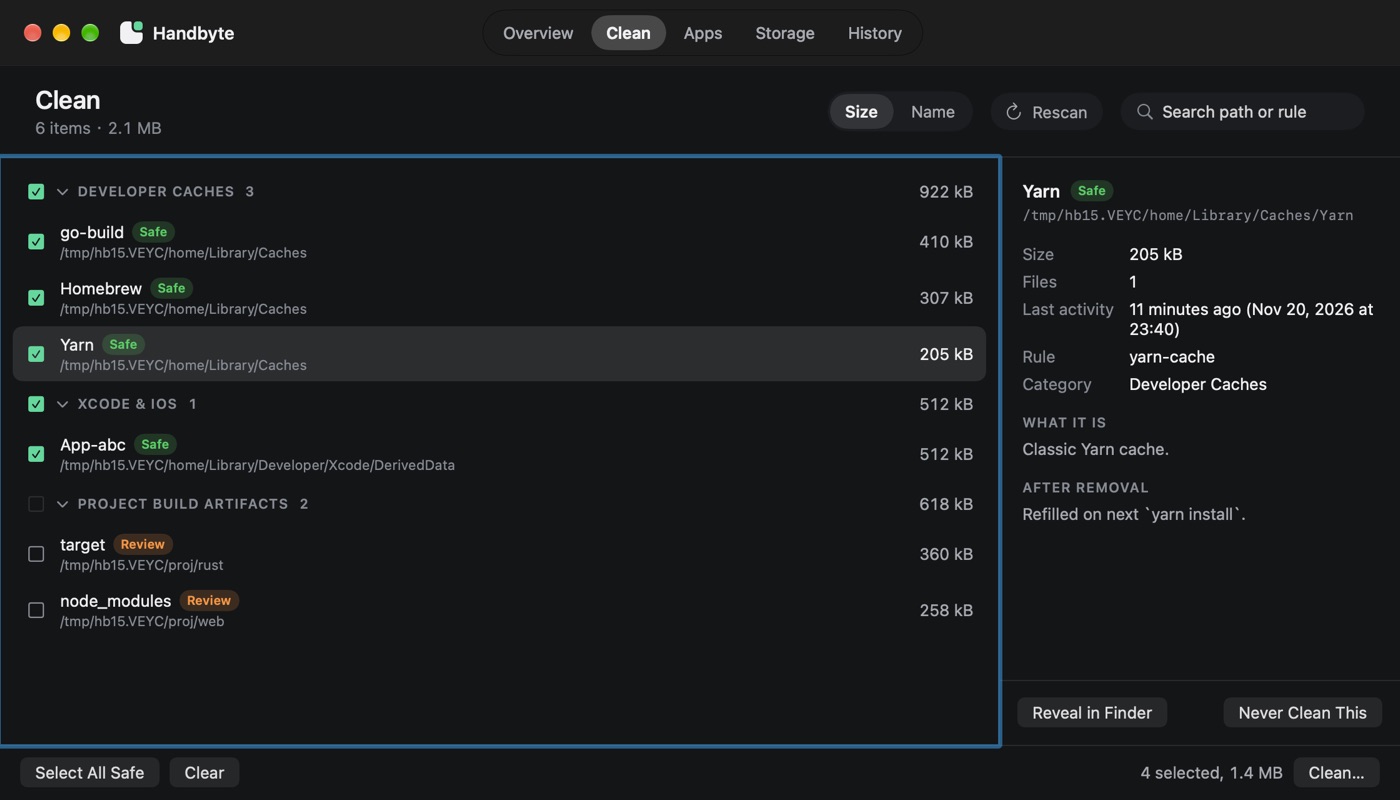 Handbyte
Overview Clean Apps Storage History
Clean
6 items · 2.1 MB
Size Name Rescan Search path or rule
DEVELOPER CACHES 3 922 kB
go-build Safe
/tmp/hb15.VEYC/home/Library/Caches
410 kB
Homebrew Safe
/tmp/hb15.VEYC/home/Library/Caches
307 kB
Yarn Safe
/tmp/hb15.VEYC/home/Library/Caches
205 kB
XCODE & IOS 1 512 kB
App-abc Safe
/tmp/hb15.VEYC/home/Library/Developer/Xcode/DerivedData
512 kB
PROJECT BUILD ARTIFACTS 2 618 kB
target Review
/tmp/hb15.VEYC/proj/rust
360 kB
node_modules Review
/tmp/hb15.VEYC/proj/web
258 kB
Yarn Safe
/tmp/hb15.VEYC/home/Library/Caches/Yarn
Size 205 kB
Files 1
Last activity 11 minutes ago (Nov 20, 2026 at
23:40)
Rule yarn-cache
Category Developer Caches
WHAT IT IS
Classic Yarn cache.
AFTER REMOVAL
Refilled on next `yarn install`.
Reveal in Finder Never Clean This
Select All Safe Clear 4 selected, 1.4 MB Clean...